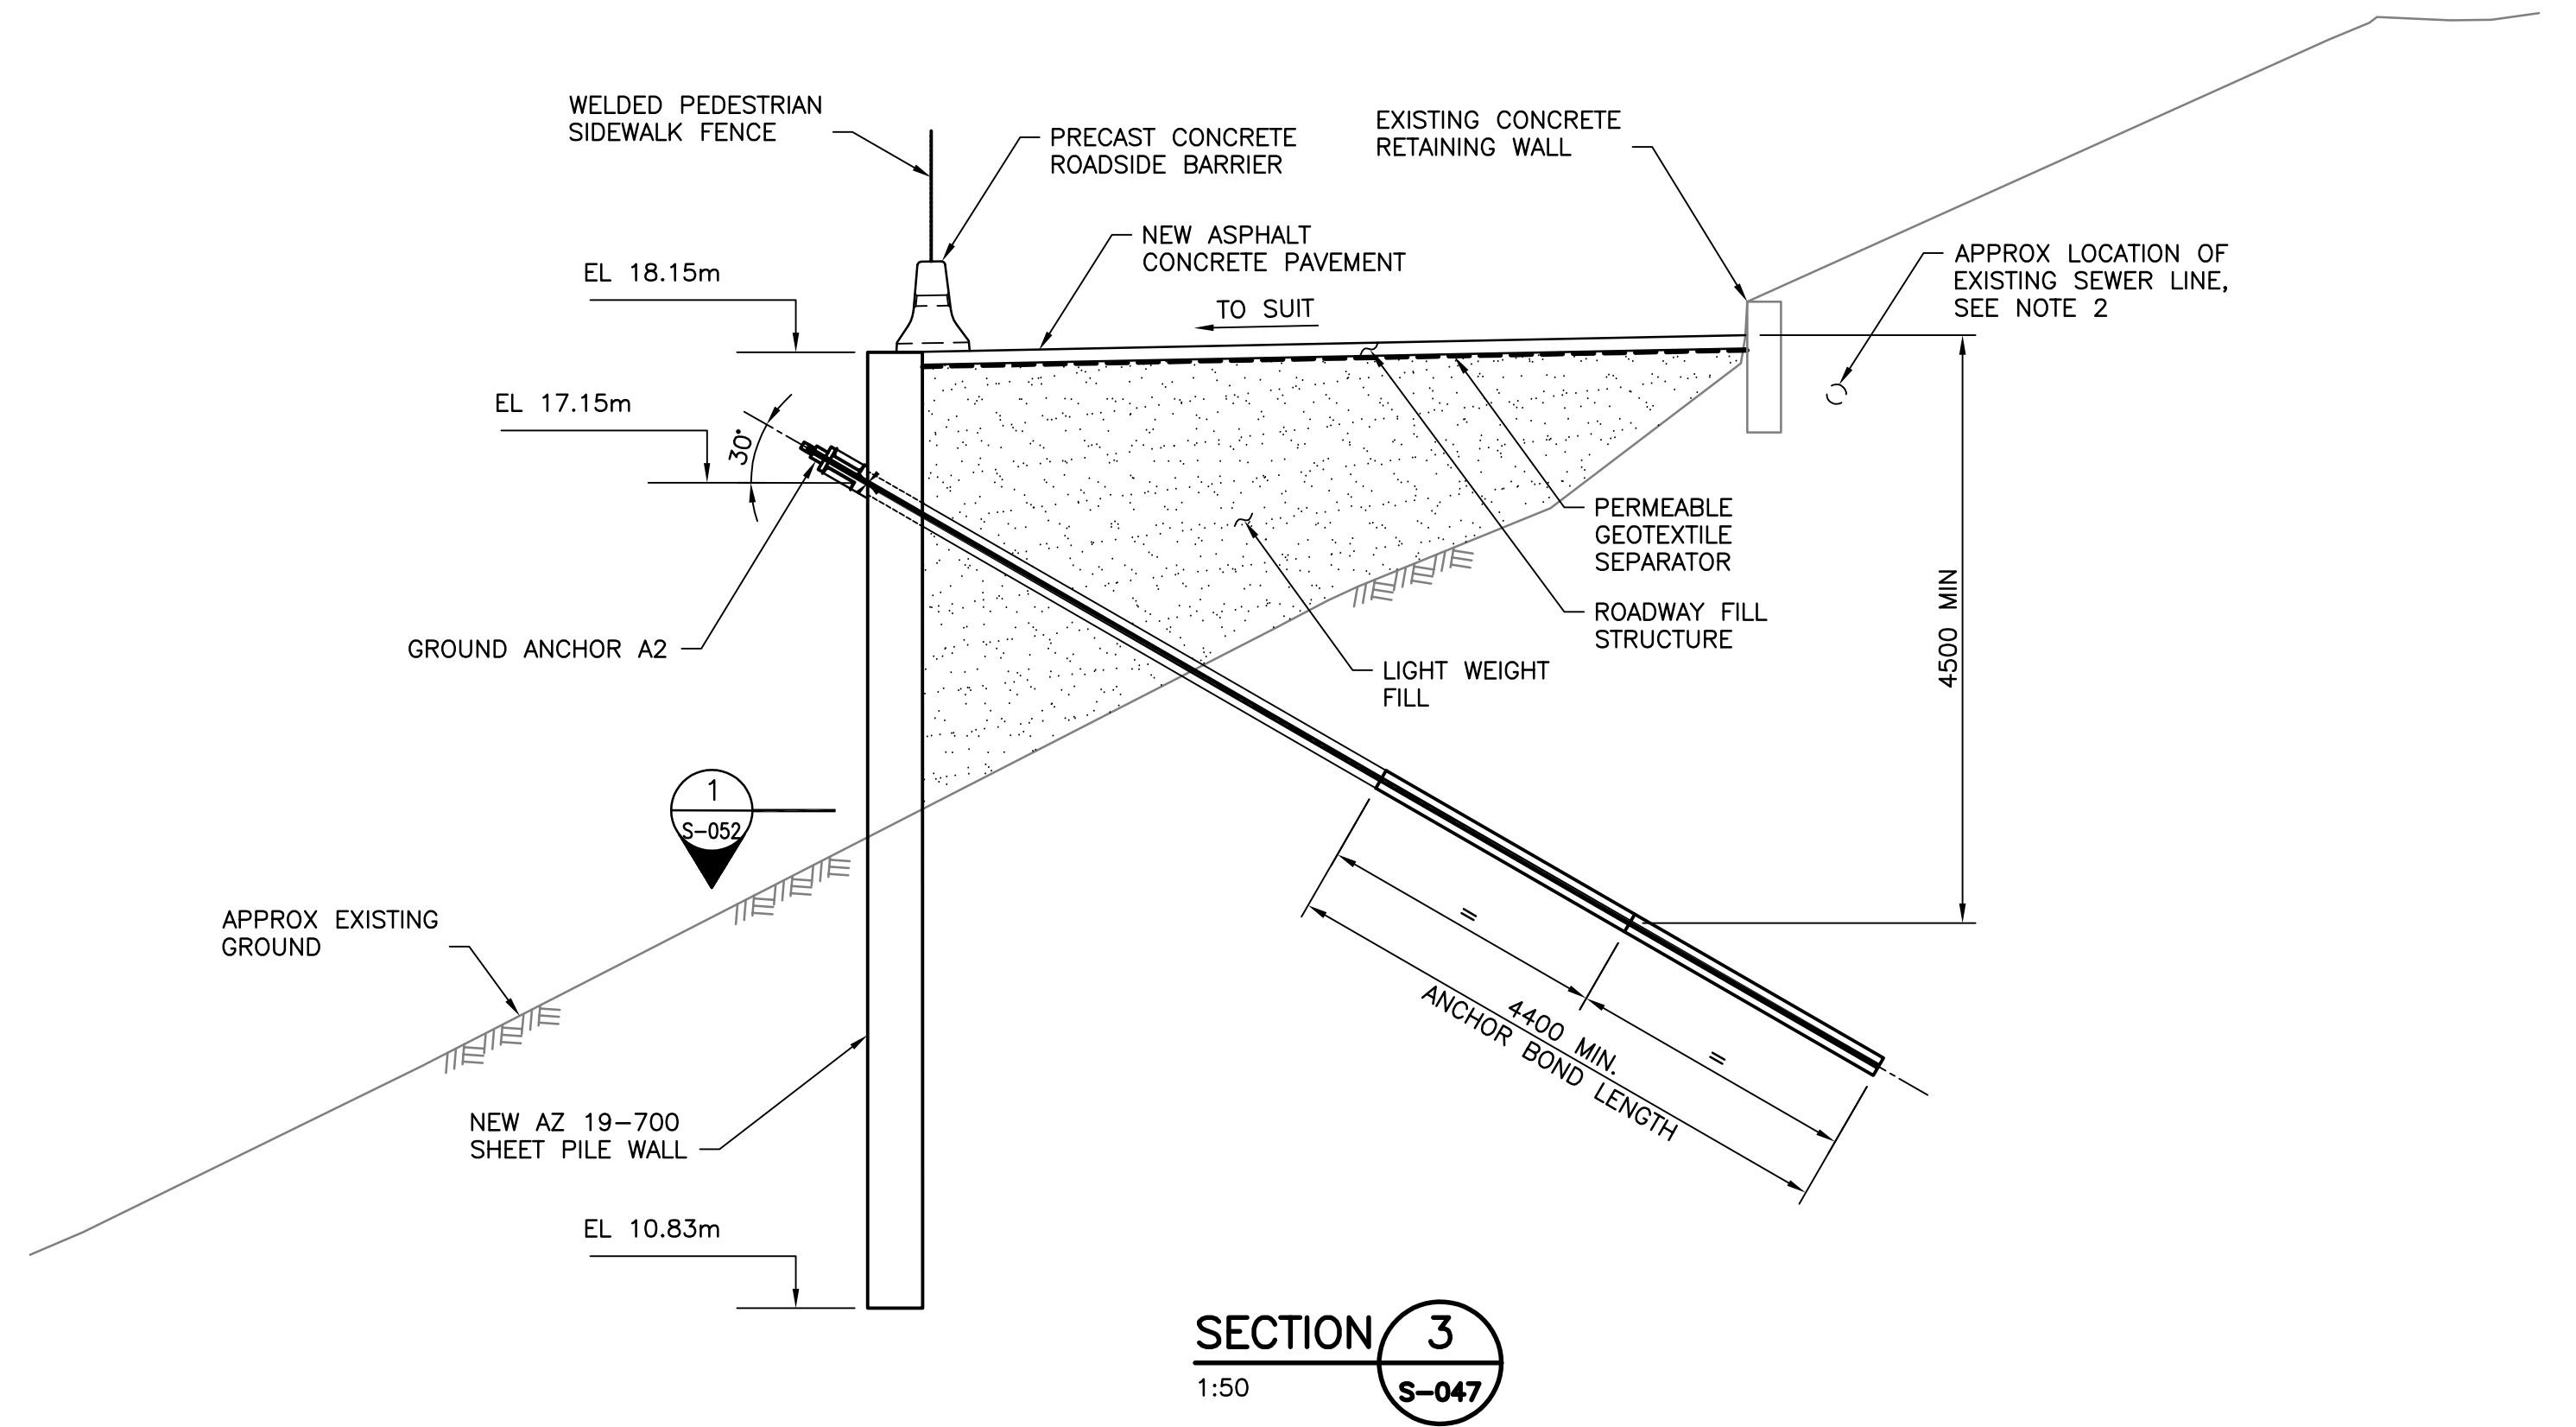 WELDED PEDESTRIAN
SIDEWALK FENCE
PRECAST CONCRETE
ROADSIDE BARRIER
EXISTING CONCRETE
RETAINING WALL
NEW ASPHALT
CONCRETE PAVEMENT
APPROX LOCATION OF
EXISTING SEWER LINE,
SEE NOTE 2
EL 18.15m
TO SUIT
EL 17.15m
30°
PERMEABLE
GEOTEXTILE
SEPARATOR
ROADWAY FILL
STRUCTURE
4500 MIN
GROUND ANCHOR A2
LIGHT WEIGHT
FILL
1
S-052
APPROX EXISTING
GROUND
=
=
4400 MIN.
ANCHOR BOND LENGTH
NEW AZ 19-700
SHEET PILE WALL
EL 10.83m
SECTION 3
1:50 S-047